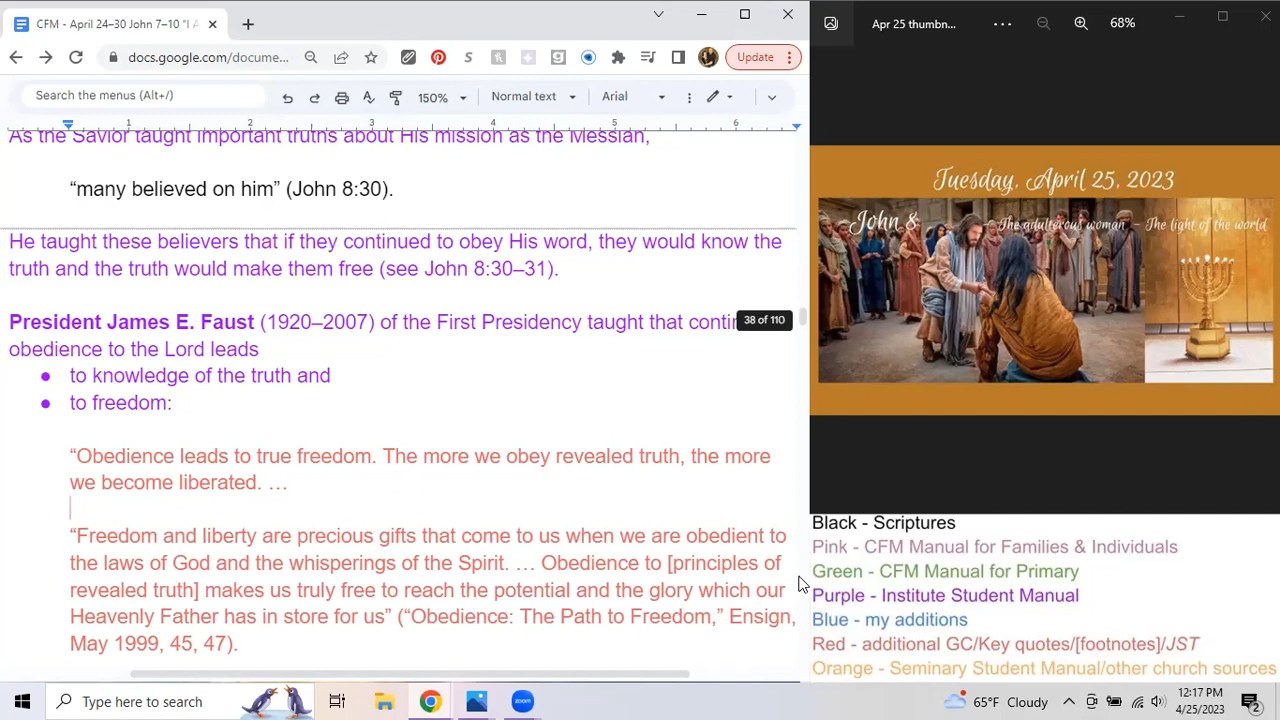 CFM - April 24–30 John 7–10 "I A
docs.google.com/docume...
Update
Search the menus (Alt+/)
150%
Normal text
Arial
1 2 3 4 5 6
As the Savior taught important truths about His mission as the Messiah,
“many believed on him” (John 8:30).
He taught these believers that if they continued to obey His word, they would know the
truth and the truth would make them free (see John 8:30–31).
President James E. Faust (1920–2007) of the First Presidency taught that contin
38 of 110
obedience to the Lord leads
● to knowledge of the truth and
● to freedom:
“Obedience leads to true freedom. The more we obey revealed truth, the more
we become liberated. …
“Freedom and liberty are precious gifts that come to us when we are obedient to
the laws of God and the whisperings of the Spirit. … Obedience to [principles of
revealed truth] makes us truly free to reach the potential and the glory which our
Heavenly Father has in store for us” (“Obedience: The Path to Freedom,” Ensign,
May 1999, 45, 47).
Apr 25 thumbn...
68%
Tuesday, April 25, 2023
John 8
The adulterous woman - The light of the world
Black - Scriptures
Pink - CFM Manual for Families & Individuals
Green - CFM Manual for Primary
Purple - Institute Student Manual
Blue - my additions
Red - additional GC/Key quotes/[footnotes]/JST
Orange - Seminary Student Manual/other church sources
Type here to search
zoom
65°F Cloudy
12:17 PM
4/25/2023
2